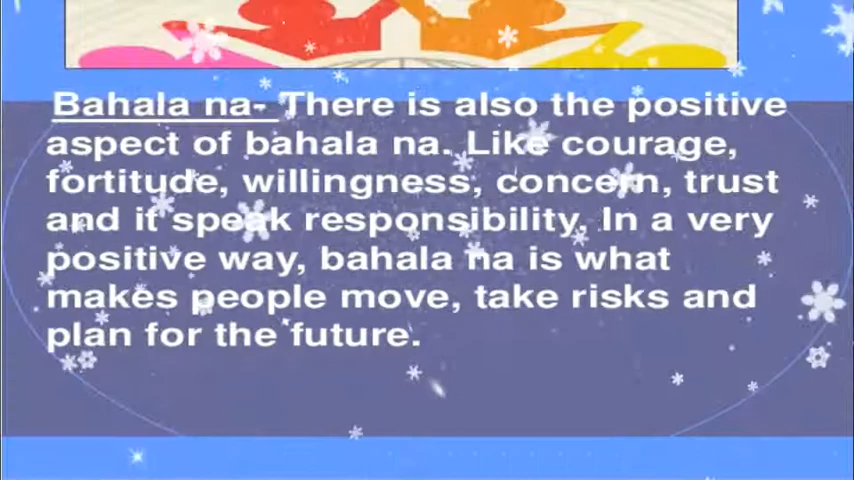 Bahala na- There is also the positive
aspect of bahala na. Like courage,
fortitude, willingness, concern, trust
and it speak responsibility. In a very
positive way, bahala na is what
makes people move, take risks and
plan for the future.